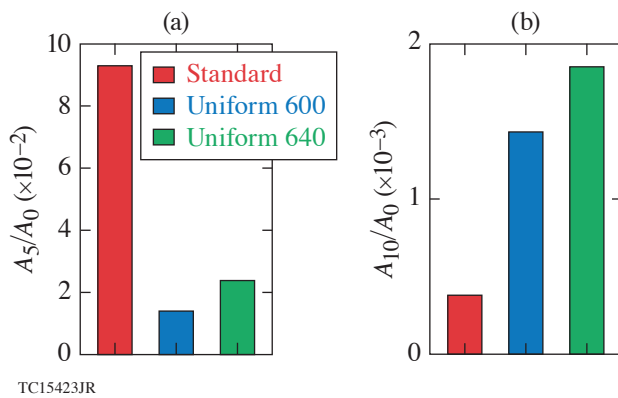 (a)
10
8
6
4
2
0
A5/A0 (×10−2)
Standard
Uniform 600
Uniform 640
(b)
2
1
0
A10/A0 (×10−3)
TC15423JR